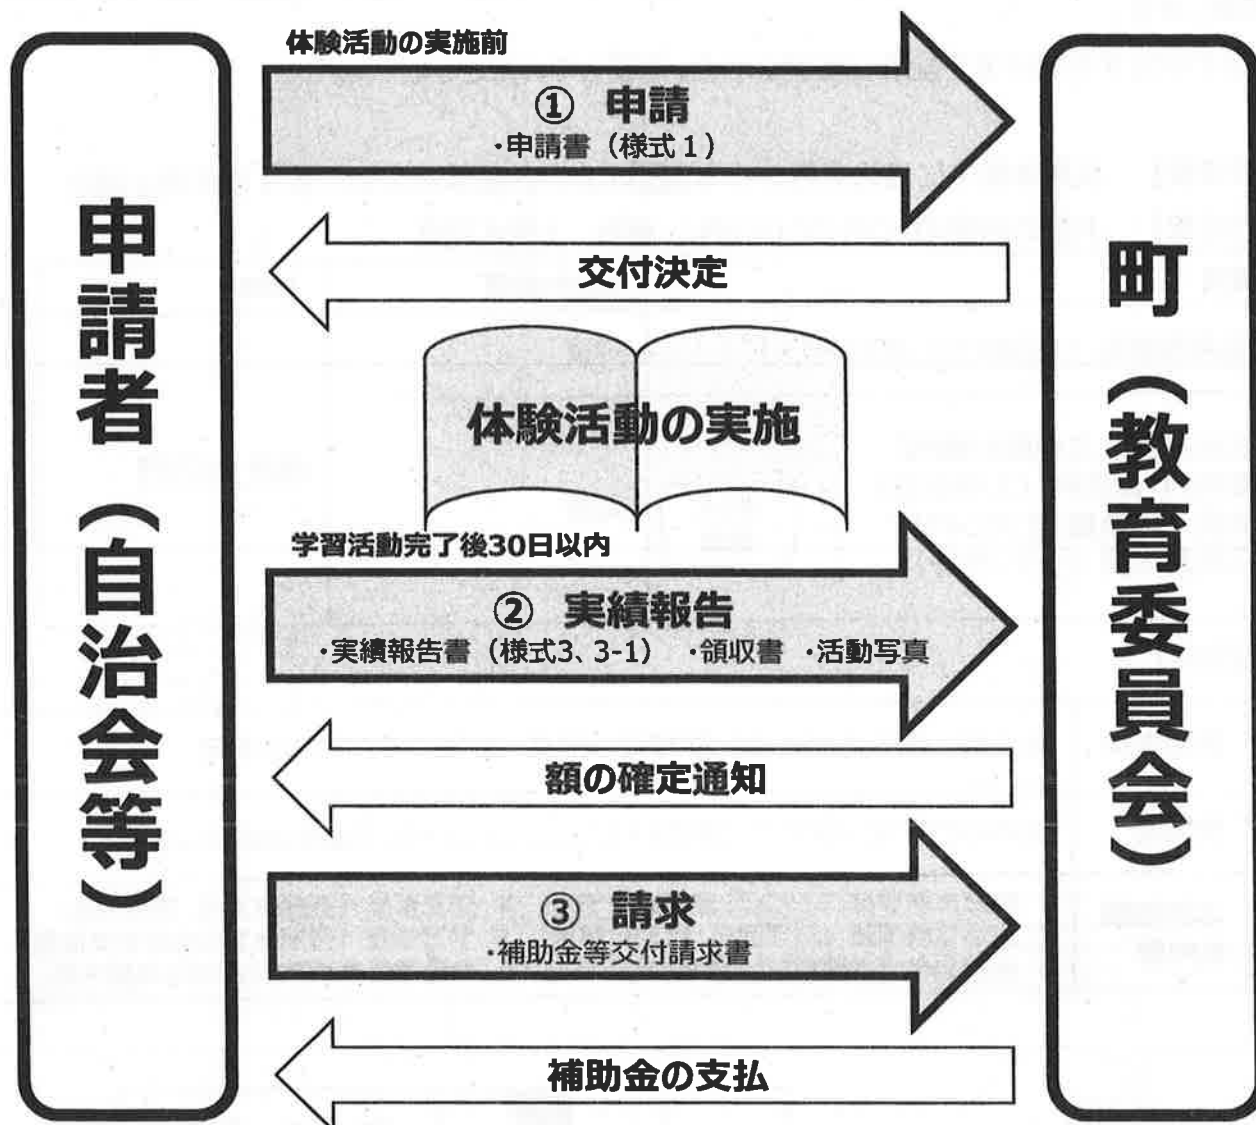 申請者（自治会等）
町（教育委員会）
体験活動の実施前
① 申請
・申請書（様式１）
交付決定
体験活動の実施
学習活動完了後30日以内
② 実績報告
・実績報告書（様式3、3-1） ・領収書 ・活動写真
額の確定通知
③ 請求
・補助金等交付請求書
補助金の支払